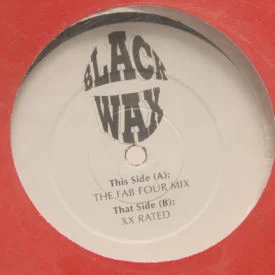 BLACK
WAX
This Side (A):
THE FAB FOUR MIX
That Side (B):
XX RATED